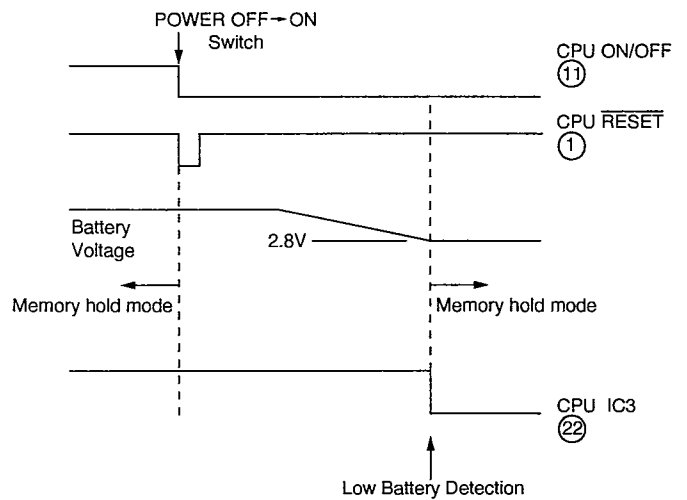 POWER OFF→ON
Switch
CPU ON/OFF
11
CPU RESET
1
Battery
Voltage
2.8V
Memory hold mode
Memory hold mode
CPU IC3
22
Low Battery Detection